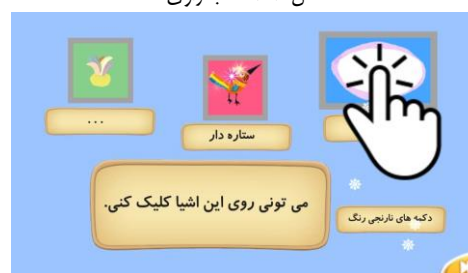 ...
ستاره دار
می تونی روی این اشیا کلیک کنی.
دکمه های نارنجی رنگ